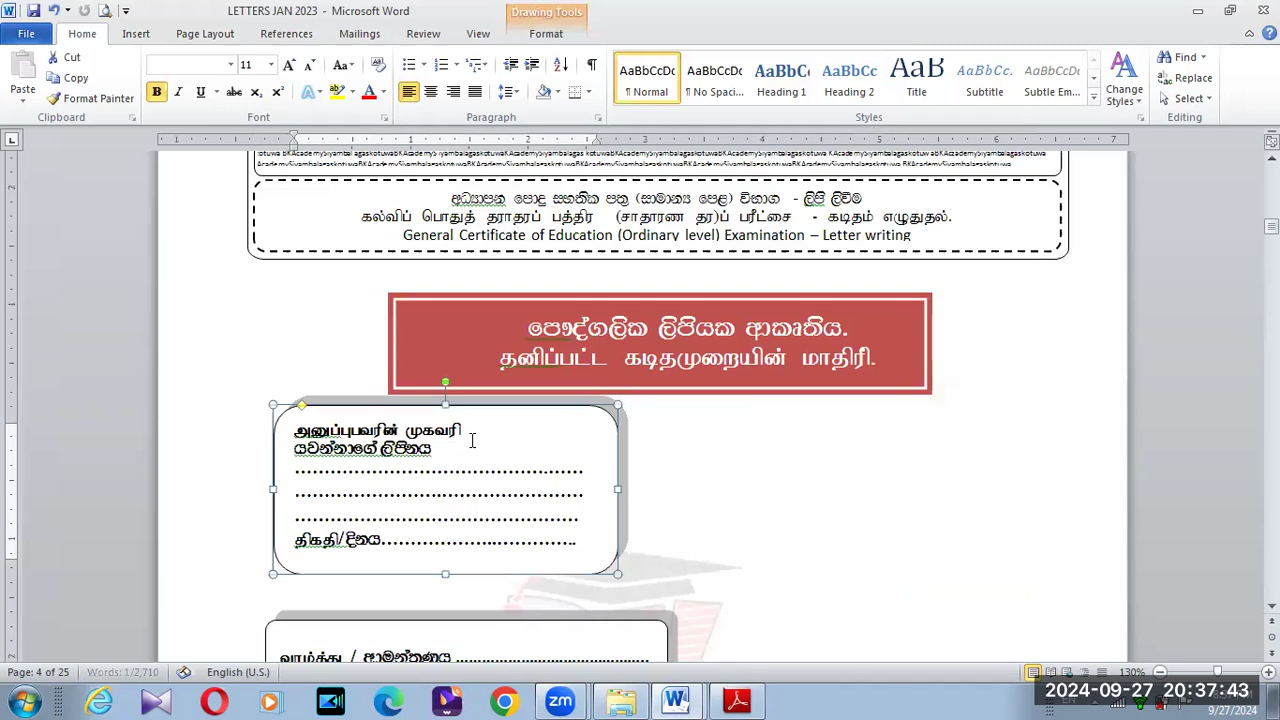 LETTERS JAN 2023 - Microsoft Word
Drawing Tools
File Home Insert Page Layout References Mailings Review View Format
Paste
Cut
Copy
Format Painter
Clipboard
11
Font
Paragraph
AaBbCcDc AaBbCcDc AaBbCc AaBbCc AaB AaBbCcDc AaBbCcDc
¶ Normal ¶ No Spaci... Heading 1 Heading 2 Title Subtitle Subtle Em...
Change Styles
Styles
Find
Replace
Select
Editing
AcademySiyambalagaskotuwaBKAcademySiyambalagaskotuwaBKAcademySiyambalagaskotuwa
අධ්‍යාපන පොදු සහතික පත්‍ර (සාමාන්‍ය පෙළ) විභාග - ලිපි ලිවීම
கல்விப் பொதுத் தராதரப் பத்திர (சாதாரண தர)ப் பரீட்சை - கடிதம் எழுதுதல்.
General Certificate of Education (Ordinary level) Examination – Letter writing
පෞද්ගලික ලිපියක ආකෘතිය.
தனிப்பட்ட கடிதமுறையின் மாதிரி.
அனுப்புபவரின் முகவரி
යවන්නාගේ ලිපිනය
திகதி/දිනය
வாழ்த்து / ආමන්ත්‍රණය
Page: 4 of 25 Words: 1/2,710 English (U.S.) 130%
2024-09-27 20:37:43
9/27/2024